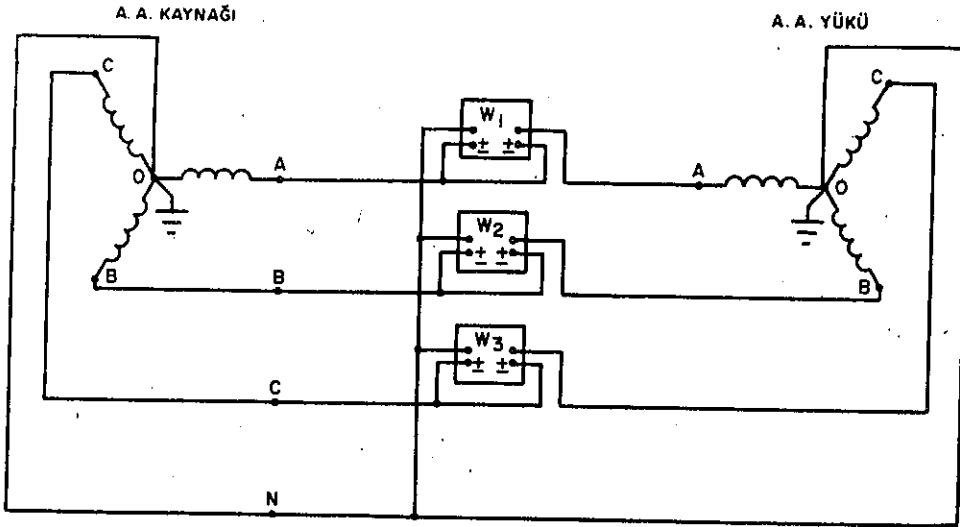 A. A. KAYNAĞI
A. A. YÜKÜ
C
C
W1
± ±
A
A
O
O
W2
± ±
B
B
B
W3
± ±
C
N